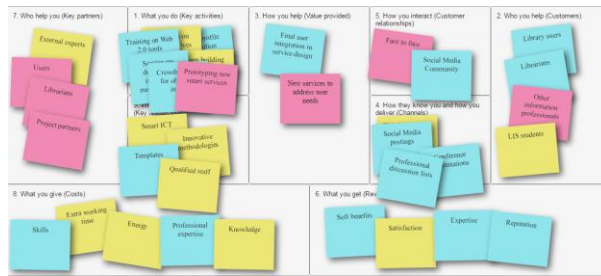 7. Who help you (Key partners)
External experts
Users
Librarians
Project partners
1. What you do (Key activities)
Training on Web
2.0 tools
profile
building
Prototyping new
smart services
(Key
Smart ICT
Innovative
methodologies
Templates
Qualified staff
3. How you help (Value provided)
Final user
integration in
service-design
New services to
address user
needs
5. How you interact (Customer
relationships)
Face to face
Social Media
Community
4. How they know you and how you
deliver (Channels)
Social Media
postings
Professional
discussion lists
2. Who you help (Customers)
Library users
Librarians
Other
information
professionals
LIS students
8. What you give (Costs)
Skills
Extra working
time
Energy
Professional
expertise
Knowledge
6. What you get (Rev
Soft benefits
Satisfaction
Expertise
Reputation